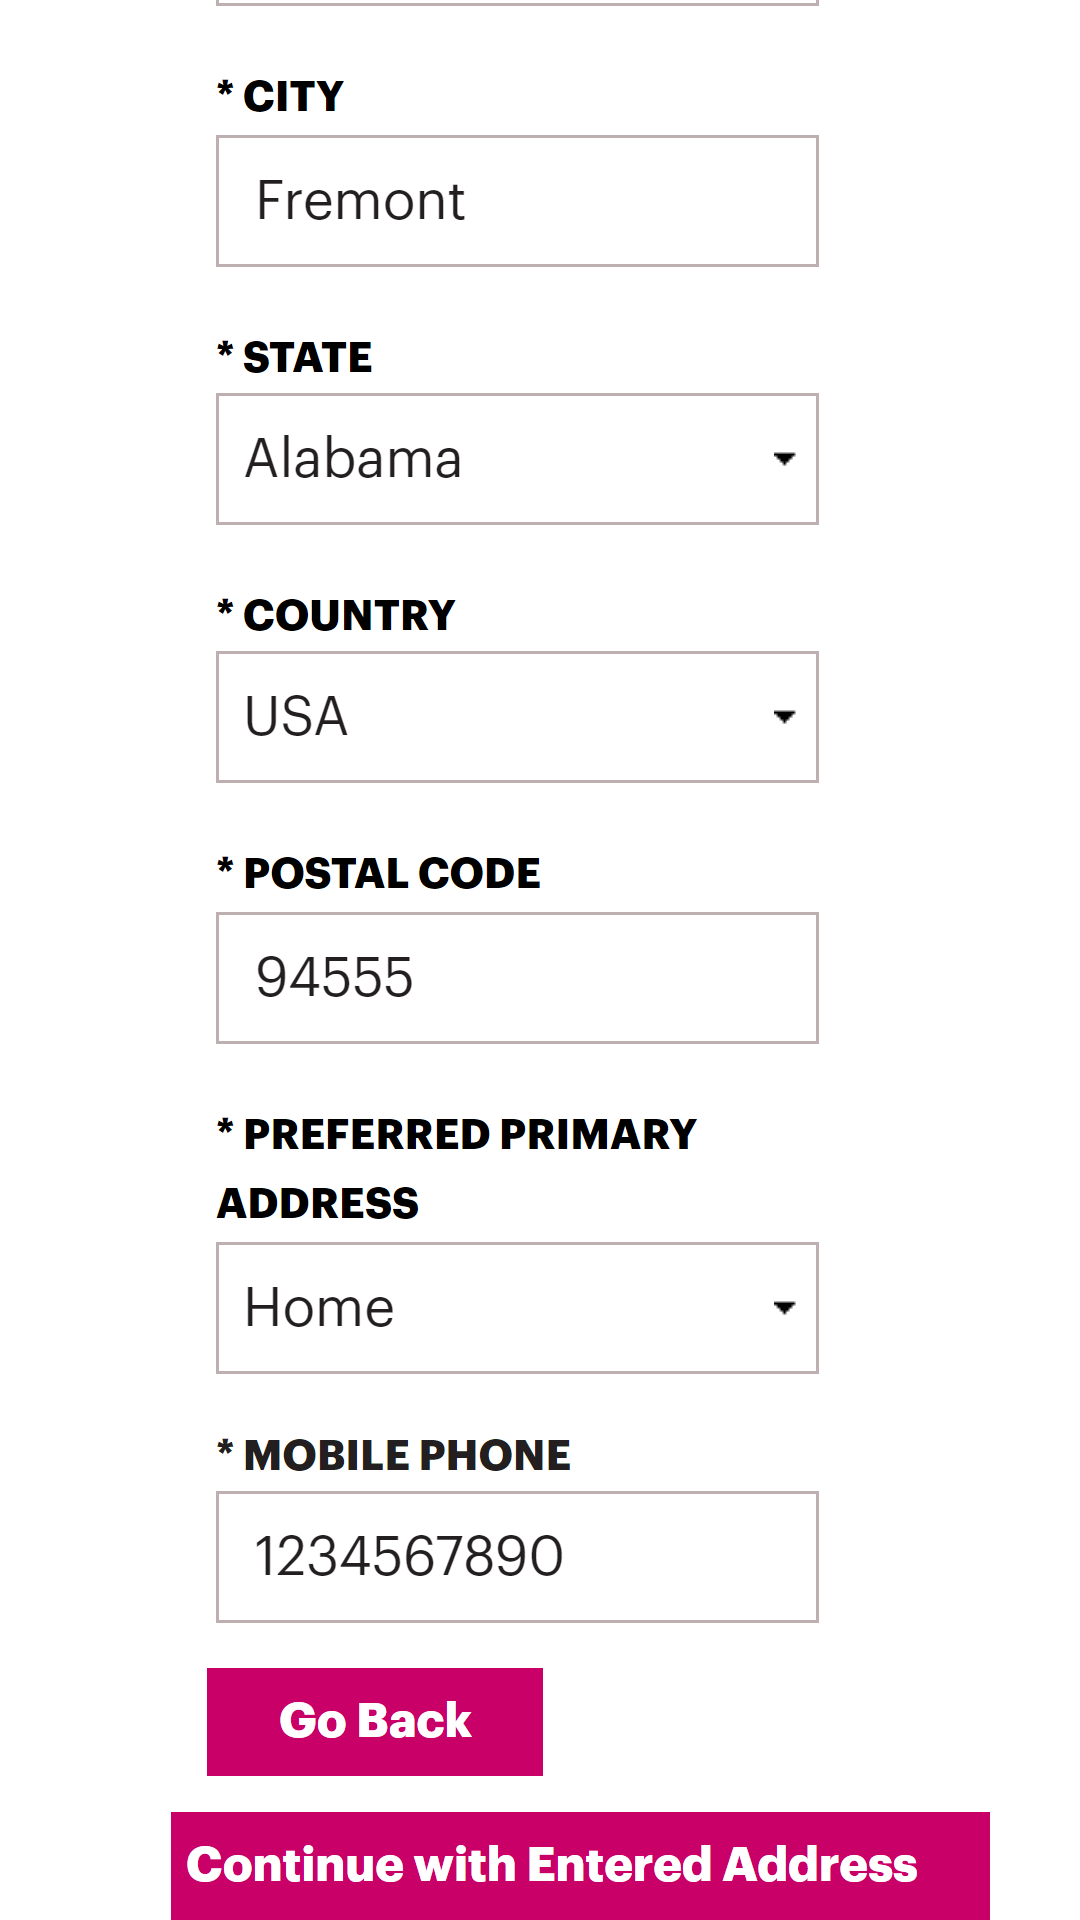 * CITY
Fremont
* STATE
Alabama
* COUNTRY
USA
* POSTAL CODE
94555
* PREFERRED PRIMARY
ADDRESS
Home
* MOBILE PHONE
1234567890
Go Back
Continue with Entered Address